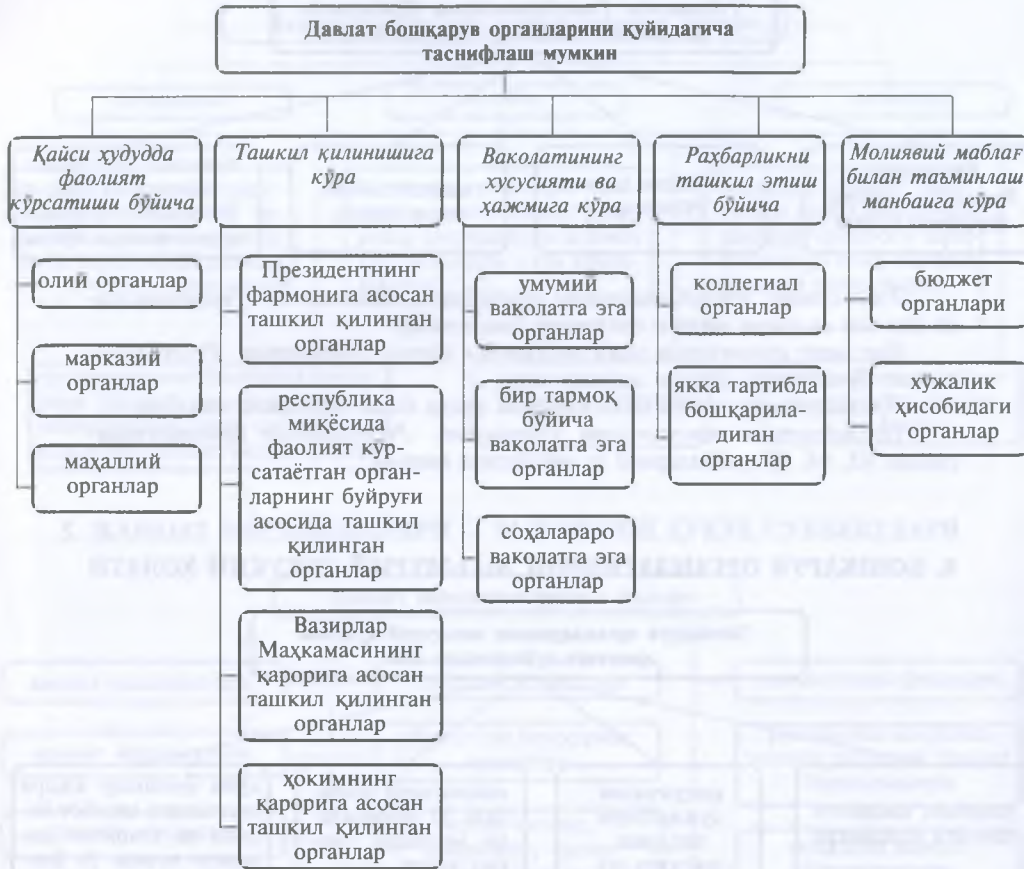 Давлат бошқарув органларини қуйидагича
таснифлаш мумкин
Қайси ҳудудда
фаолият
кўрсатиши бўйича
олий органлар
марказий
органлар
маҳаллий
органлар
Ташкил қилинишига
кўра
Президентнинг
фармонига асосан
ташкил қилинган
органлар
республика
миқёсида
фаолият кўр-
сатаётган орган-
ларнинг буйруғи
асосида ташкил
қилинган
органлар
Вазирлар
Маҳкамасининг
қарорига асосан
ташкил қилинган
органлар
ҳокимнинг
қарорига асосан
ташкил қилинган
органлар
Ваколатининг
хусусияти ва
ҳажмига кўра
умумий
ваколатга эга
органлар
бир тармоқ
бўйича
ваколатга эга
органлар
соҳалараро
ваколатга эга
органлар
Раҳбарликни
ташкил этиш
бўйича
коллегиал
органлар
якка тартибда
бошқарила-
диган
органлар
Молиявий маблағ
билан таъминлаш
манбаига кўра
бюджет
органлари
хўжалик
ҳисобидаги
органлар